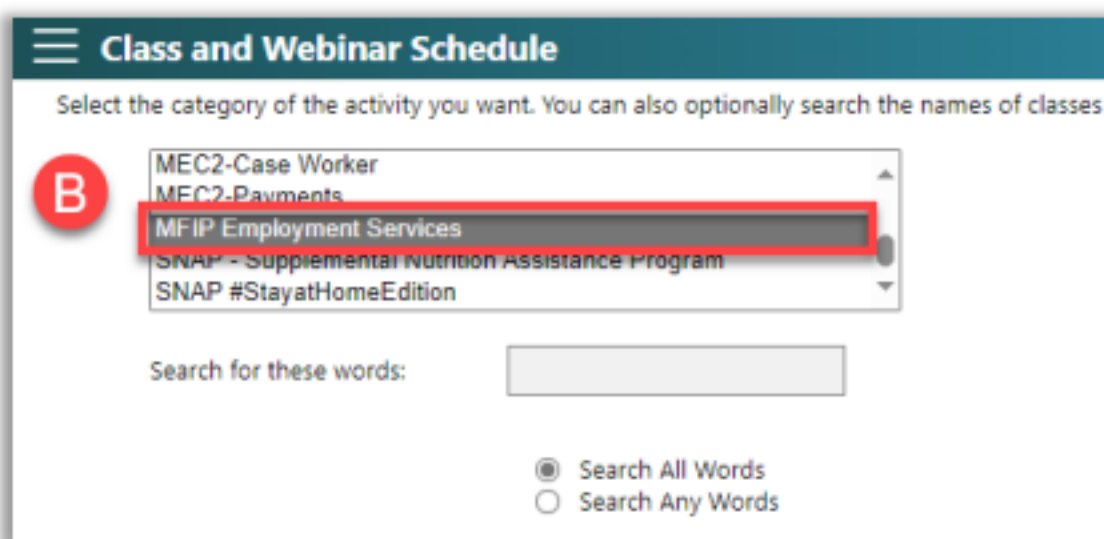 Class and Webinar Schedule
Select the category of the activity you want. You can also optionally search the names of classes
B
MEC2-Case Worker
MEC2-Payments
MFIP Employment Services
SNAP - Supplemental Nutrition Assistance Program
SNAP #StayatHomeEdition
Search for these words:
Search All Words
Search Any Words